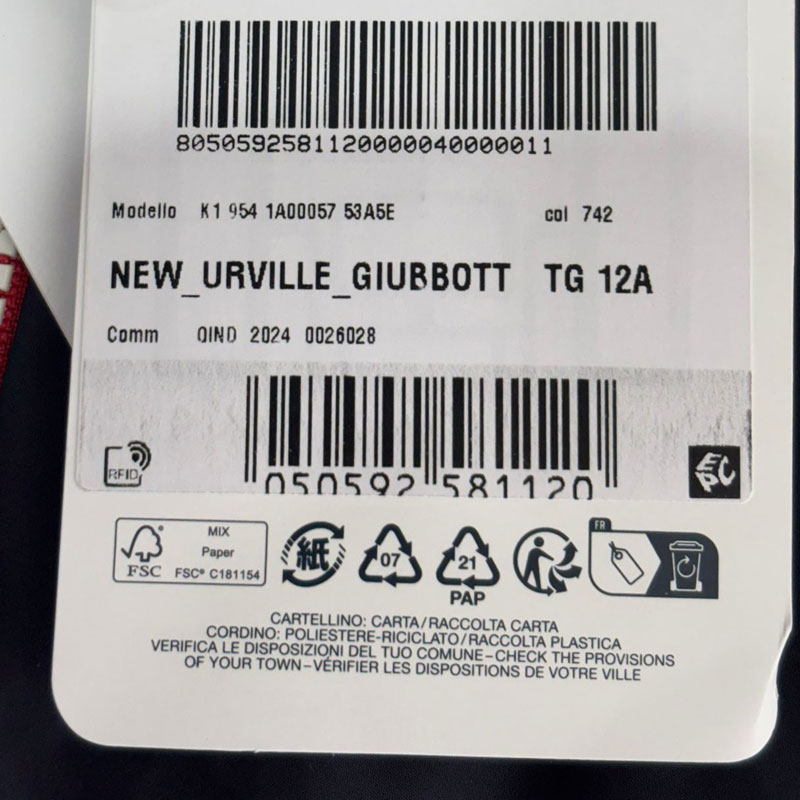 8050592581120000040000011
Modello K1 954 1A00057 53A5E col 742
NEW_URVILLE_GIUBBOTT TG 12A
Comm QIND 2024 0026028
RFID
050592 581120
EPC
FSC
MIX
Paper
FSC® C181154
紙
07
21
PAP
FR
CARTELLINO: CARTA/RACCOLTA CARTA
CORDINO: POLIESTERE-RICICLATO/RACCOLTA PLASTICA
VERIFICA LE DISPOSIZIONI DEL TUO COMUNE-CHECK THE PROVISIONS
OF YOUR TOWN-VÉRIFIER LES DISPOSITIONS DE VOTRE VILLE